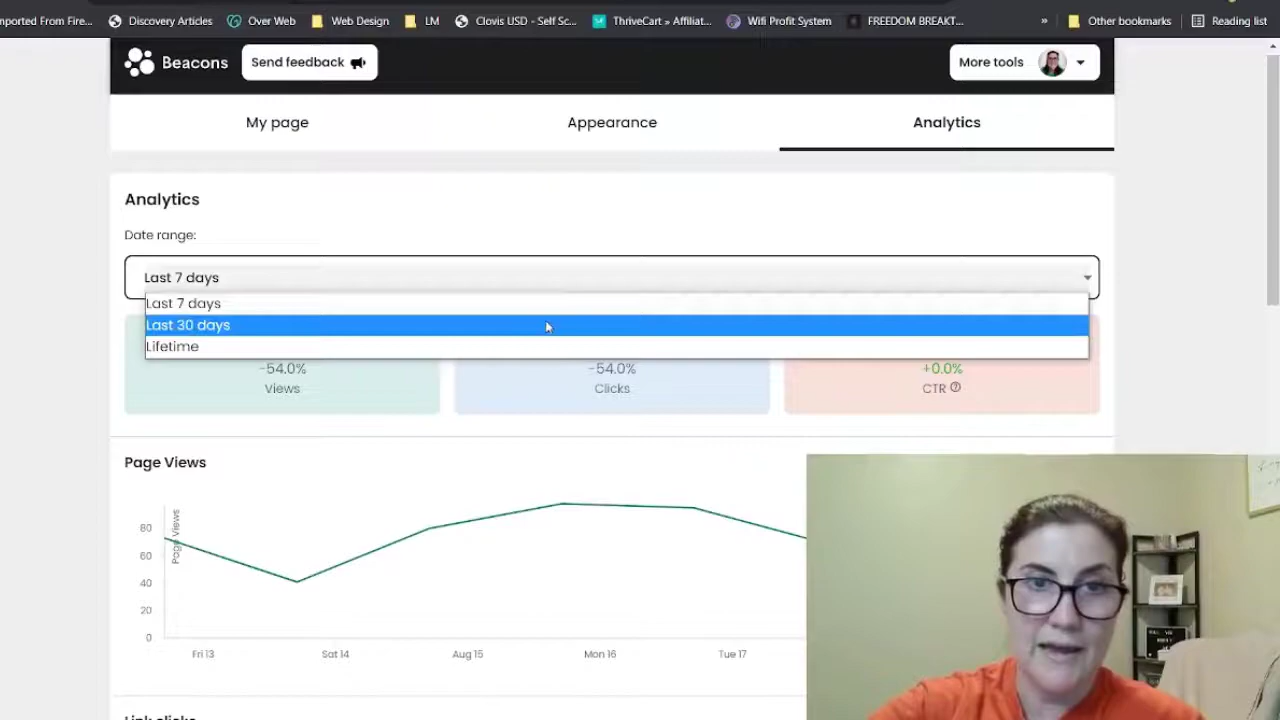 mported From Fire... Discovery Articles Over Web Web Design LM Clovis USD - Self Sc... ThriveCart » Affiliat... Wifi Profit System FREEDOM BREAKT... » Other bookmarks Reading list
Beacons Send feedback More tools
My page Appearance Analytics
Analytics
Date range:
Last 7 days
Last 7 days
Last 30 days
Lifetime
-54.0% -54.0% +0.0%
Views Clicks CTR
Page Views
Page Views
80
60
40
20
0
Fri 13 Sat 14 Aug 15 Mon 16 Tue 17
Link clicks